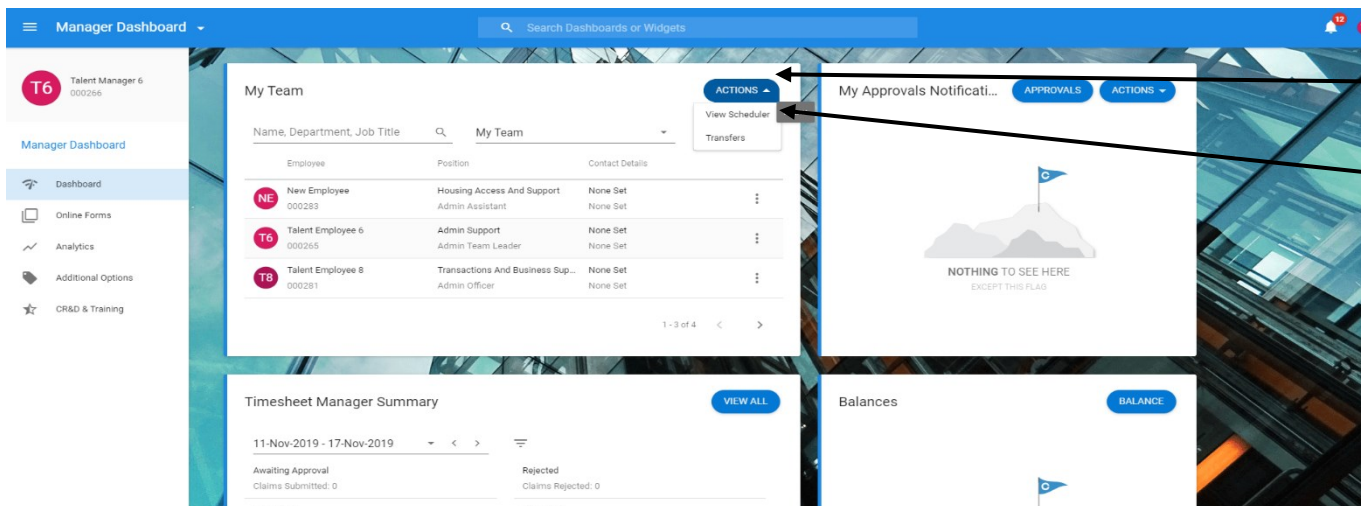 Manager Dashboard
Search Dashboards or Widgets
12
T6
Talent Manager 6
000266
Manager Dashboard
Dashboard
Online Forms
Analytics
Additional Options
CR&D & Training
My Team
ACTIONS
View Scheduler
Transfers
Name, Department, Job Title
My Team
Employee Position Contact Details
NE
New Employee Housing Access And Support None Set
000283 Admin Assistant None Set
T6
Talent Employee 6 Admin Support None Set
000265 Admin Team Leader None Set
T8
Talent Employee 8 Transactions And Business Sup... None Set
000281 Admin Officer None Set
1 - 3 of 4
My Approvals Notificati... APPROVALS ACTIONS
C
NOTHING TO SEE HERE
EXCEPT THIS FLAG
Timesheet Manager Summary VIEW ALL
11-Nov-2019 - 17-Nov-2019
Awaiting Approval Rejected
Claims Submitted: 0 Claims Rejected: 0
Balances BALANCE
C